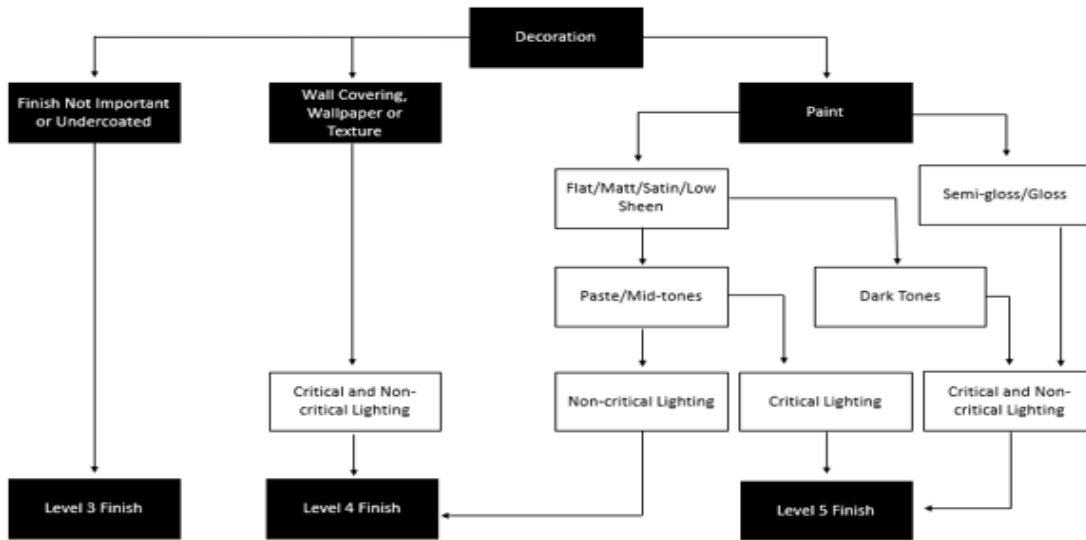 Decoration
Finish Not Important
or Undercoated
Wall Covering,
Wallpaper or
Texture
Paint
Flat/Matt/Satin/Low
Sheen
Semi-gloss/Gloss
Paste/Mid-tones
Dark Tones
Critical and Non-
critical Lighting
Non-critical Lighting
Critical Lighting
Critical and Non-
critical Lighting
Level 3 Finish
Level 4 Finish
Level 5 Finish